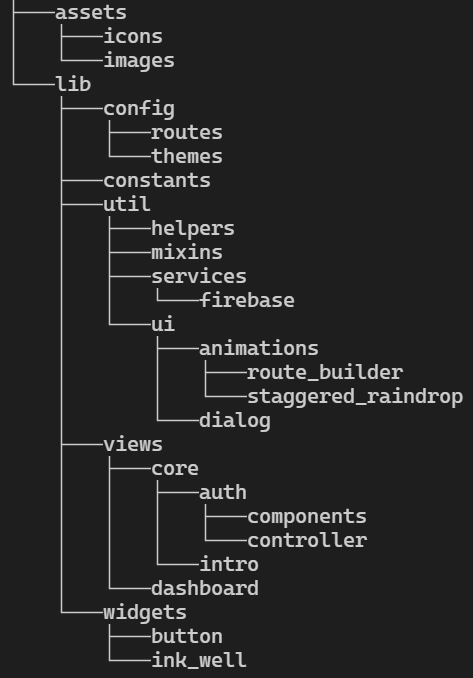 assets
icons
images
lib
config
routes
themes
constants
util
helpers
mixins
services
firebase
ui
animations
route_builder
staggered_raindrop
dialog
views
core
auth
components
controller
intro
dashboard
widgets
button
ink_well